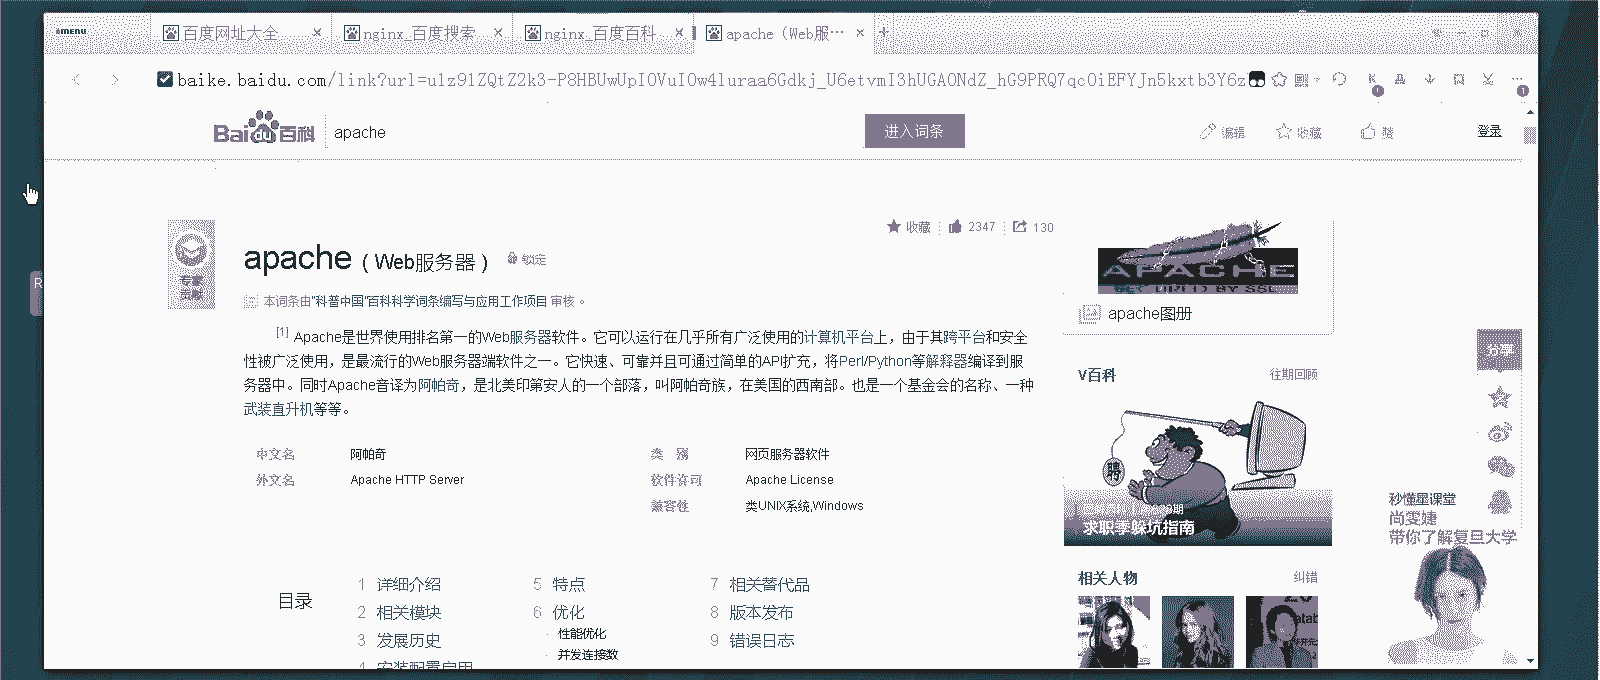 MENU
百度网址大全
nginx_百度搜索
nginx_百度百科
apache（Web服…
baike.baidu.com/link?url=u1z91ZQtZ2k3-P8HBUwUpIOVuIOw4luraa6Gdkj_U6etvmI3hUGAONdZ_hG9PRQ7qcOiEFYJn5kxtb3Y6z
Baidu百科
apache
进入词条
编辑
收藏
赞
登录
R
专家
贡献
收藏
2347
130
apache（Web服务器）
锁定
本词条由“科普中国”百科科学词条编写与应用工作项目 审核 。
[1] Apache是世界使用排名第一的Web服务器软件。它可以运行在几乎所有广泛使用的计算机平台上，由于其跨平台和安全
性被广泛使用，是最流行的Web服务器端软件之一。它快速、可靠并且可通过简单的API扩充，将Perl/Python等解释器编译到服
务器中。同时Apache音译为阿帕奇，是北美印第安人的一个部落，叫阿帕奇族，在美国的西南部。也是一个基金会的名称、一种
武装直升机等等。
中文名 阿帕奇
外文名 Apache HTTP Server
类 别 网页服务器软件
软件许可 Apache License
兼容性 类UNIX系统,Windows
目录
1 详细介绍
2 相关模块
3 发展历史
4 安装配置启用
5 特点
6 优化
· 性能优化
· 并发连接数
7 相关替代品
8 版本发布
9 错误日志
APACHE
apache图册
V百科
往期回顾
聘
求职季躲坑指南
相关人物
纠错
分享
秒懂星课堂
尚雯婕
带你了解复旦大学